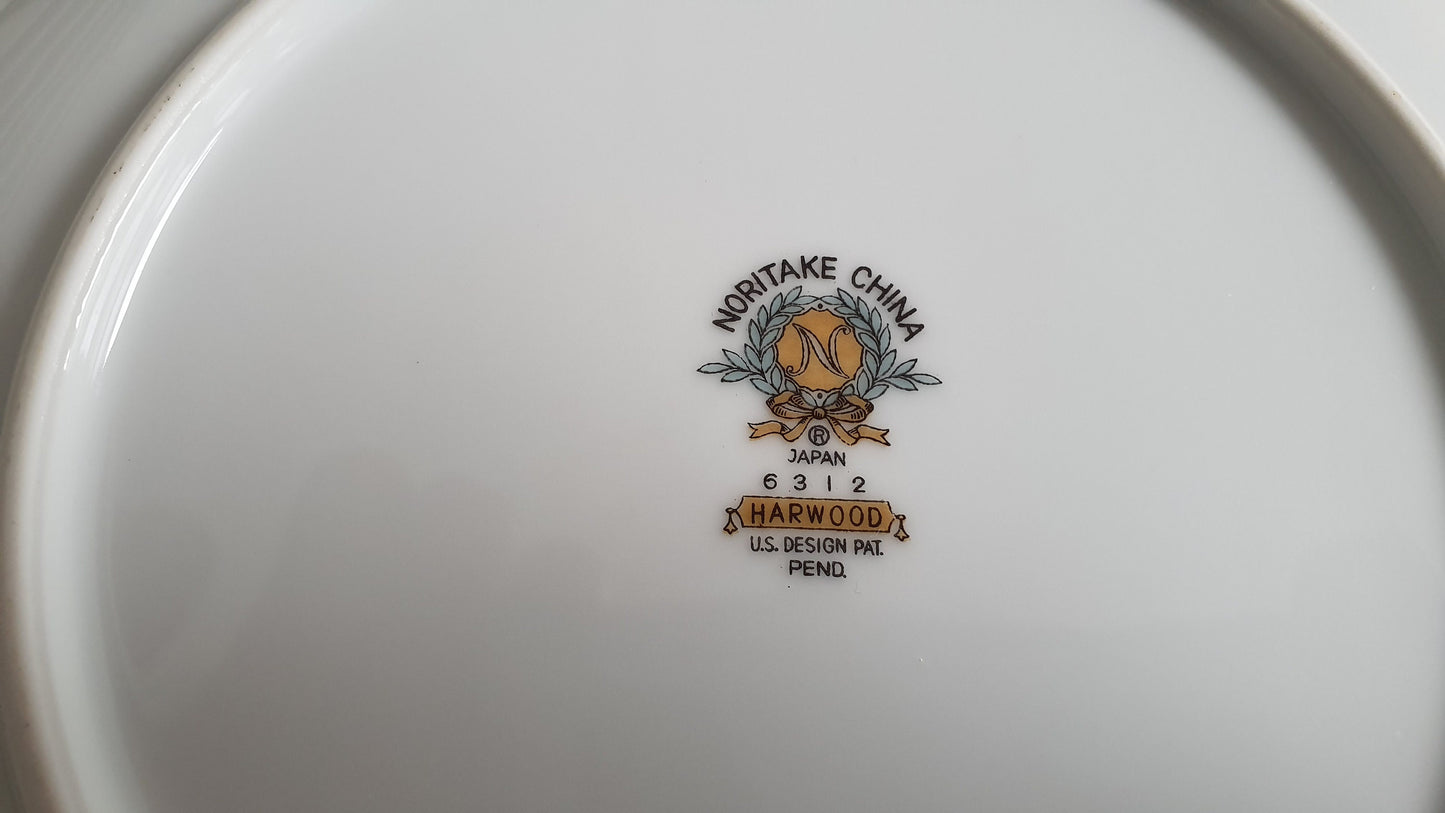 NORITAKE CHINA
N
®
JAPAN
6312
HARWOOD
U.S. DESIGN PAT.
PEND.